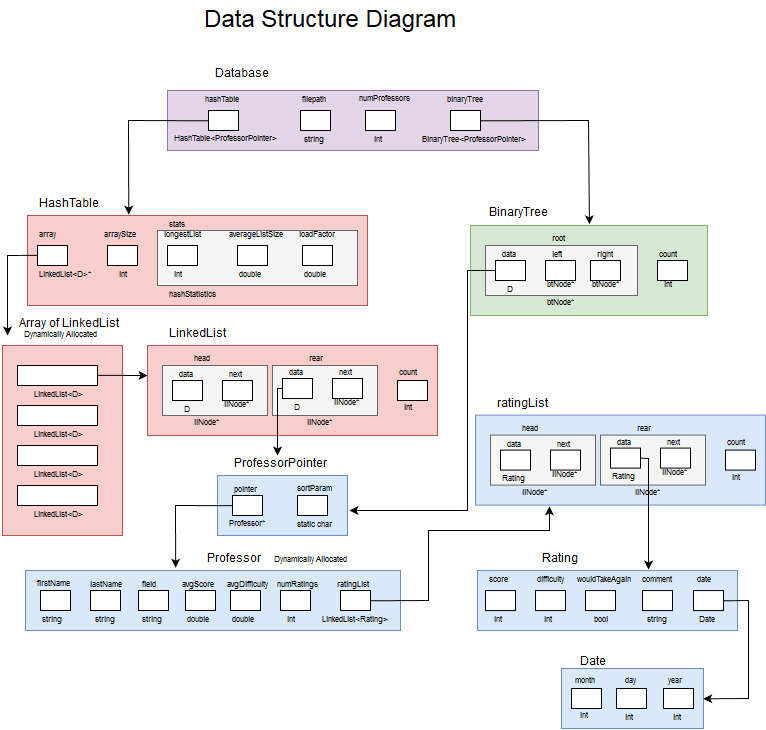 Data Structure Diagram
Database
hashTable filepath numProfessors binaryTree
HashTable<ProfessorPointer> string Int BinaryTree<ProfessorPointer>
HashTable
stats
array arraySize longestList averageListSize loadFactor
LinkedList<D>* Int Int double double
hashStatistics
BinaryTree
root
data left right count
D btNode* btNode* Int
btNode*
Array of LinkedList
Dynamically Allocated
LinkedList<D>
LinkedList<D>
LinkedList<D>
LinkedList<D>
LinkedList
head rear
data next data next count
D llNode* D llNode* Int
llNode* llNode*
ratingList
head rear
data next data next count
Rating llNode* Rating llNode* Int
llNode* llNode*
ProfessorPointer
pointer sortParam
Professor* static char
Professor Dynamically Allocated
firstName lastName field avgScore avgDifficulty numRatings ratingList
string string string double double Int LinkedList<Rating>
Rating
score difficulty wouldTakeAgain comment date
Int Int bool string Date
Date
month day year
Int Int Int